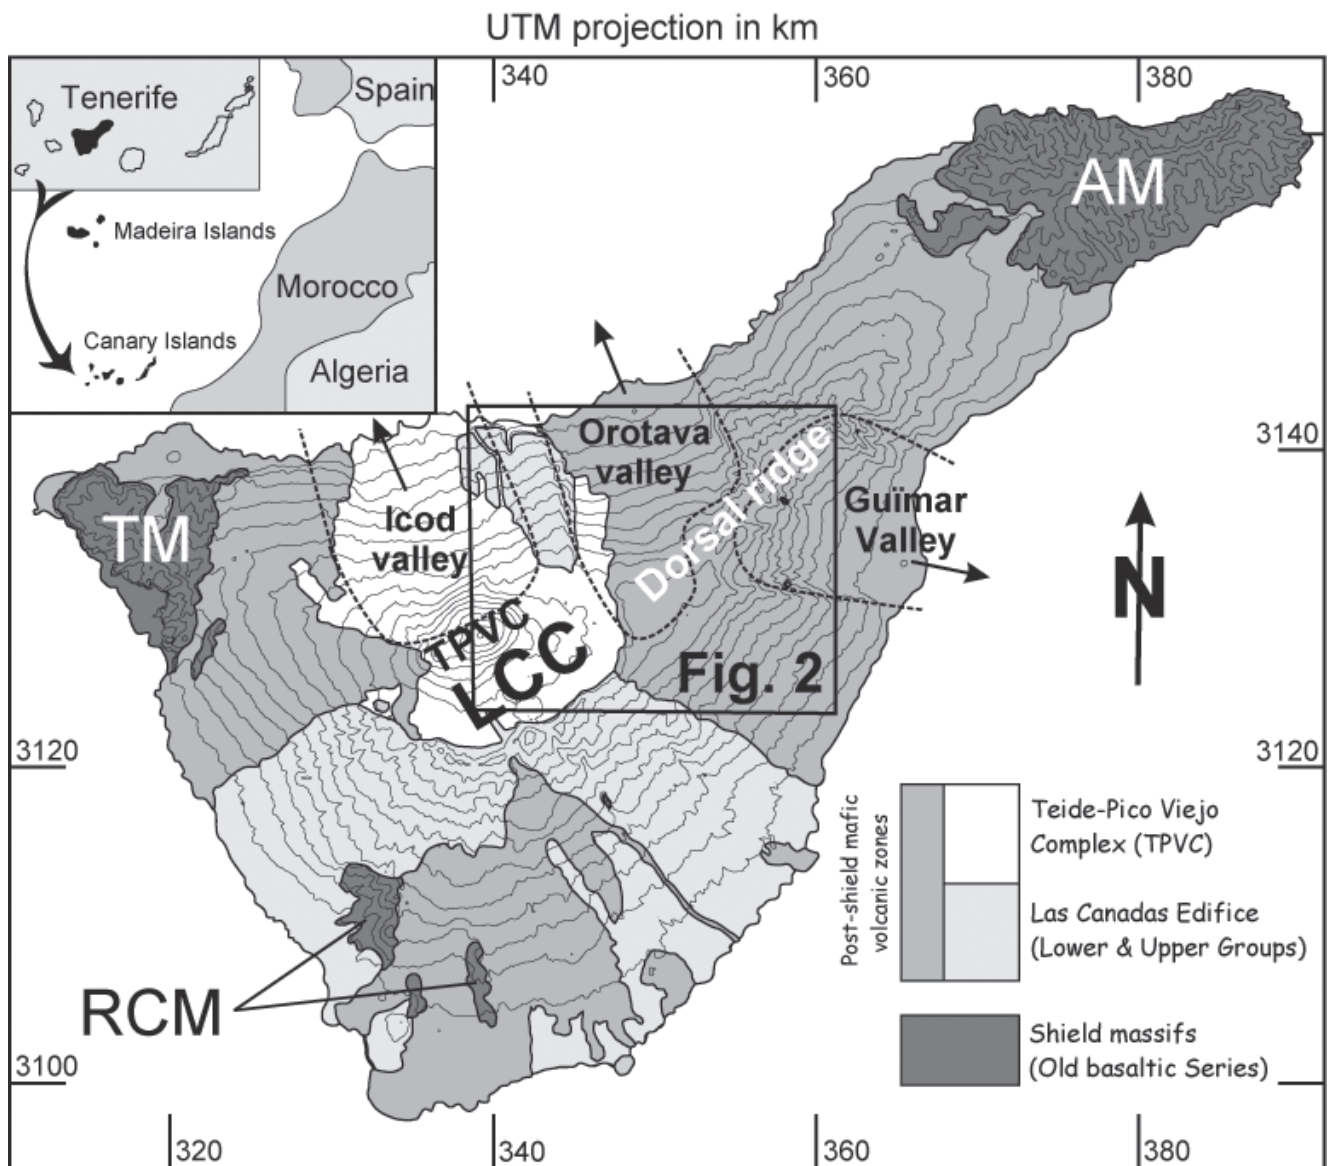 UTM projection in km
340
360
380
Tenerife
Spain
Madeira Islands
Morocco
Canary Islands
Algeria
AM
Orotava
valley
3140
Dorsal ridge
Guïmar
Valley
TM
Icod
valley
N
TPVC
LCC
Fig. 2
3120
3120
Post-shield mafic
volcanic zones
Teide-Pico Viejo
Complex (TPVC)
Las Canadas Edifice
(Lower & Upper Groups)
RCM
Shield massifs
(Old basaltic Series)
3100
320
340
360
380